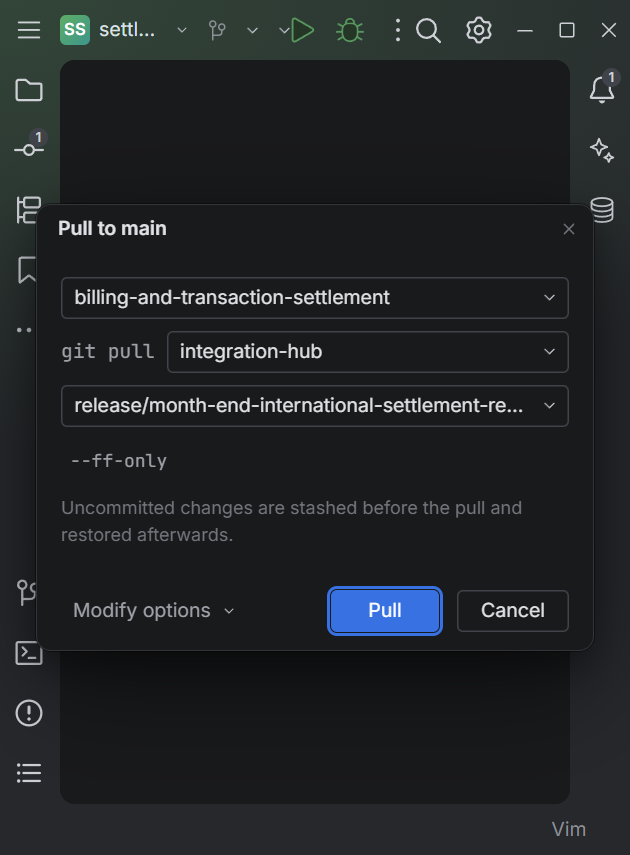 SS settl...
1
1
Pull to main
billing-and-transaction-settlement
git pull integration-hub
release/month-end-international-settlement-re...
--ff-only
Uncommitted changes are stashed before the pull and
restored afterwards.
Modify options Pull Cancel
Vim